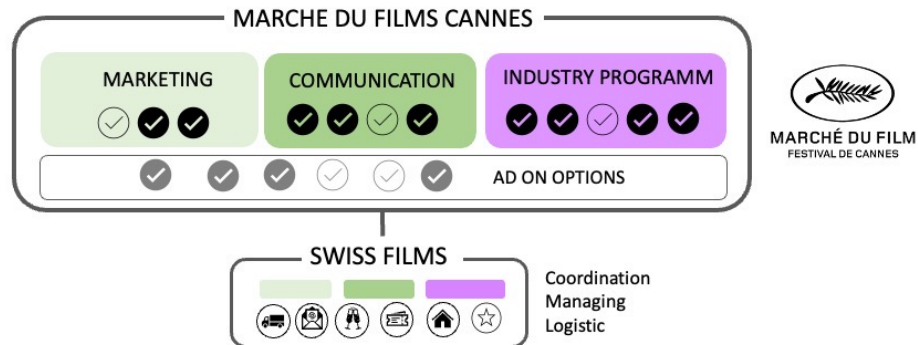 MARCHE DU FILMS CANNES
MARKETING
COMMUNICATION
INDUSTRY PROGRAMM
AD ON OPTIONS
MARCHÉ DU FILM
FESTIVAL DE CANNES
SWISS FILMS
Coordination
Managing
Logistic